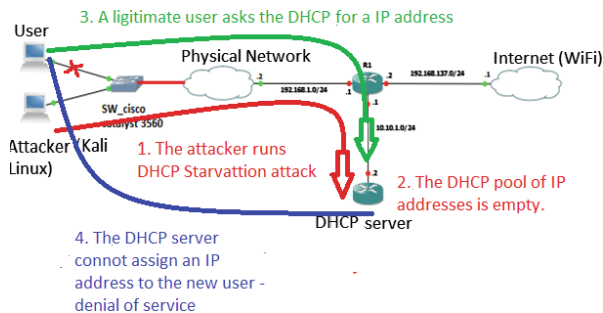 3. A ligitimate user asks the DHCP for a IP address
User
Physical Network
R1
Internet (WiFi)
.2
192.168.1.0/24
.1
.2
192.168.137.0/24
.1
.1
SW_cisco
catalyst 3560
10.10.1.0/24
Attacker (Kali
Linux)
1. The attacker runs
DHCP Starvattion attack
.2
2. The DHCP pool of IP
addresses is empty.
DHCP server
4. The DHCP server
connot assign an IP
address to the new user -
denial of service